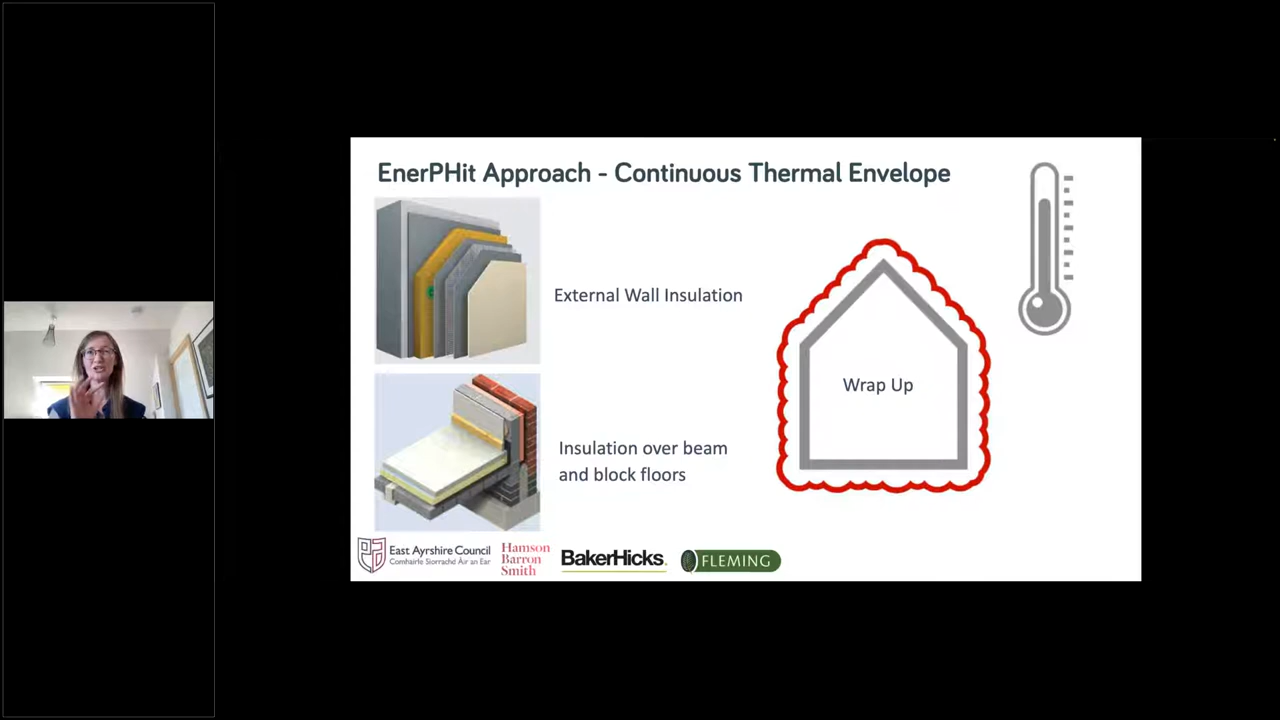 EnerPHit Approach - Continuous Thermal Envelope
External Wall Insulation
Wrap Up
Insulation over beam
and block floors
East Ayrshire Council
Comhairle Siorrachd Àir an Ear
Hamson
Barron
Smith
BakerHicks.
FLEMING